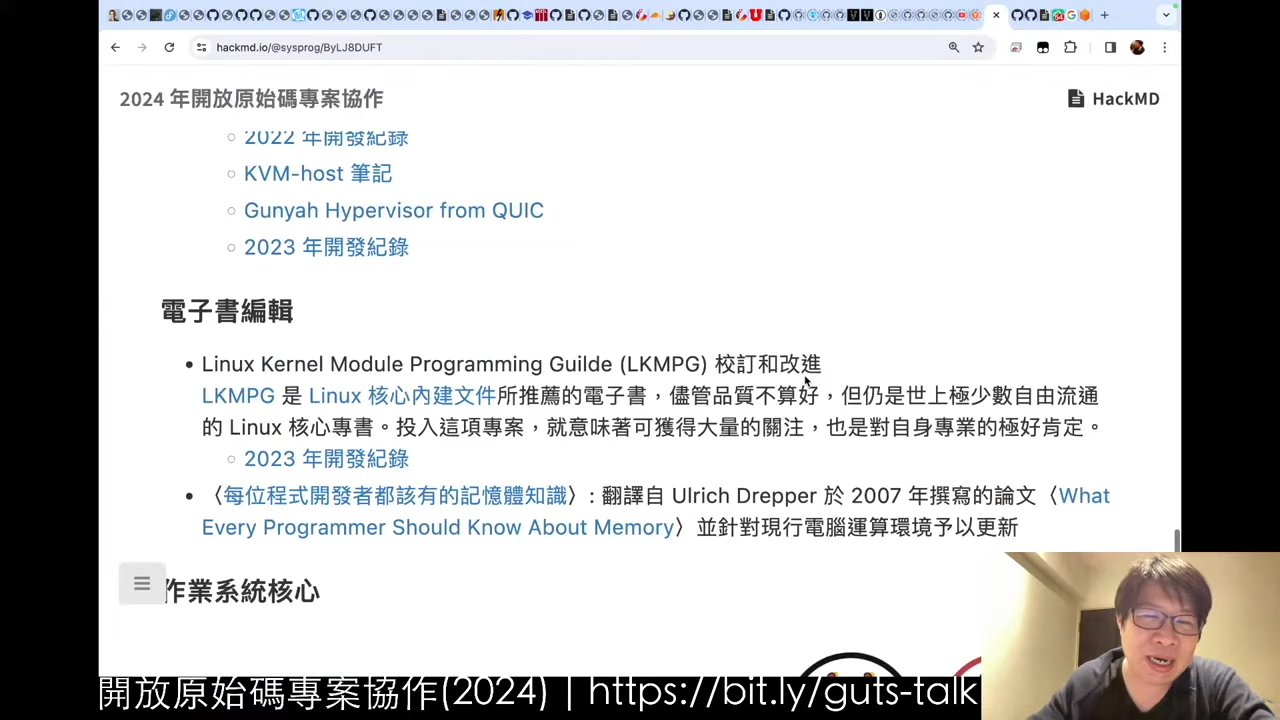 hackmd.io/@sysprog/ByLJ8DUFT
2024 年開放原始碼專案協作
HackMD
2022 年開發紀錄
KVM-host 筆記
Gunyah Hypervisor from QUIC
2023 年開發紀錄
電子書編輯
Linux Kernel Module Programming Guilde (LKMPG) 校訂和改進
LKMPG 是 Linux 核心內建文件所推薦的電子書，儘管品質不算好，但仍是世上極少數自由流通
的 Linux 核心專書。投入這項專案，就意味著可獲得大量的關注，也是對自身專業的極好肯定。
2023 年開發紀錄
〈每位程式開發者都該有的記憶體知識〉: 翻譯自 Ulrich Drepper 於 2007 年撰寫的論文〈What
Every Programmer Should Know About Memory〉並針對現行電腦運算環境予以更新
作業系統核心
開放原始碼專案協作(2024) | https://bit.ly/guts-talk